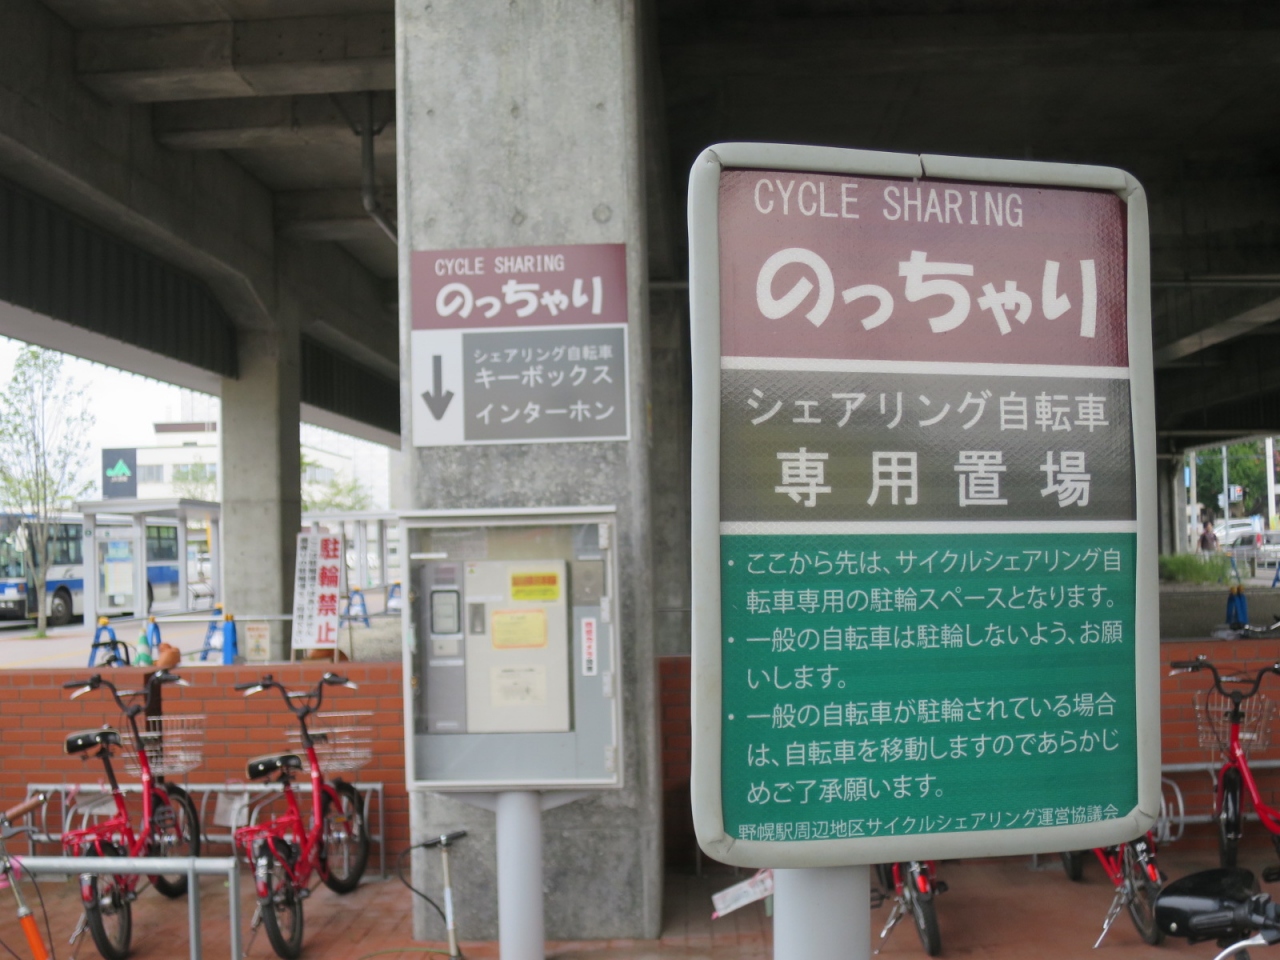 CYCLE SHARING
のっちゃり
シェアリング自転車
キーボックス
インターホン
駐輪禁止
CYCLE SHARING
のっちゃり
シェアリング自転車
専用置場
・ここから先は、サイクルシェアリング自
転車専用の駐輪スペースとなります。
・一般の自転車は駐輪しないよう、お願
いします。
・一般の自転車が駐輪されている場合
は、自転車を移動しますのであらかじ
めご了承願います。
野幌駅周辺地区サイクルシェアリング運営協議会